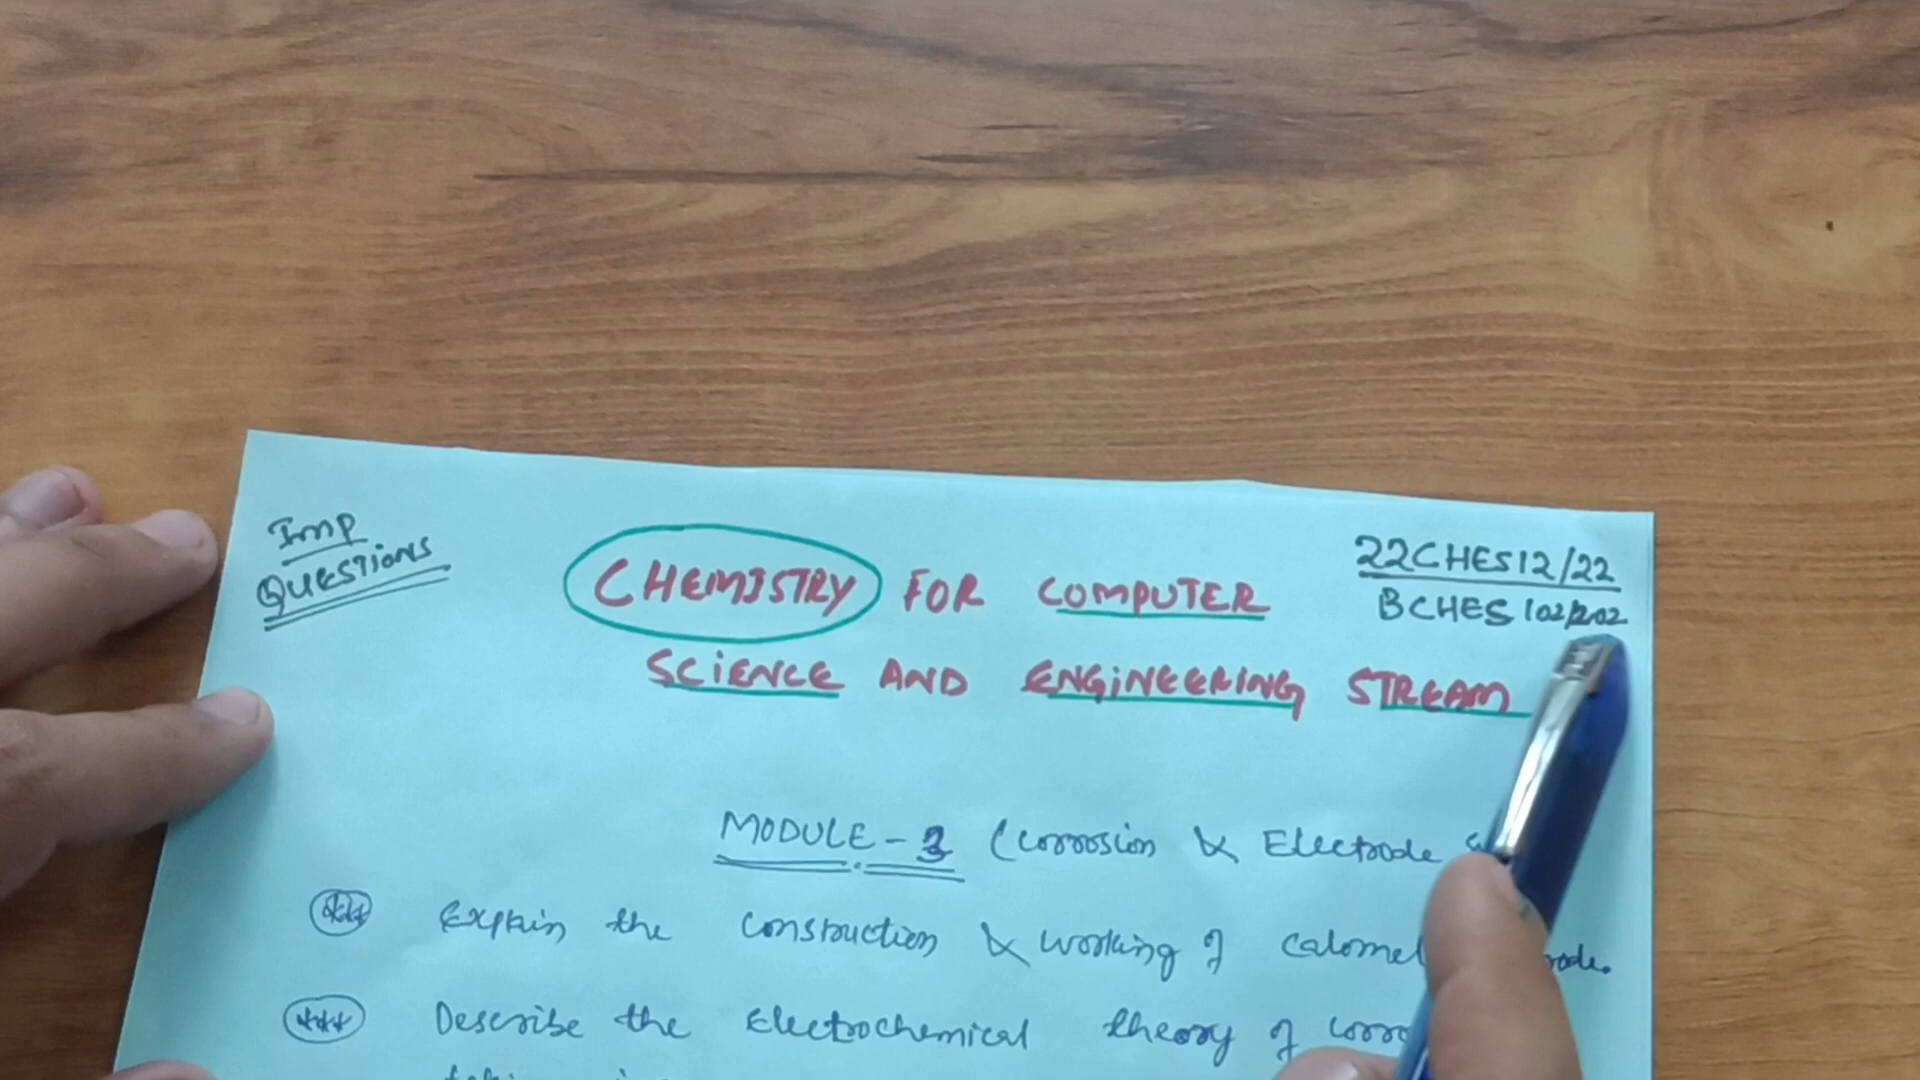 Imp
QUESTIONS
CHEMISTRY FOR COMPUTER
SCIENCE AND ENGINEERING STREAM
22CHES12/22
BCHES102/202
MODULE-3 (Corrosion & Electrode
*** Explain the construction & working of calomel
*** Describe the Electrochemical theory of